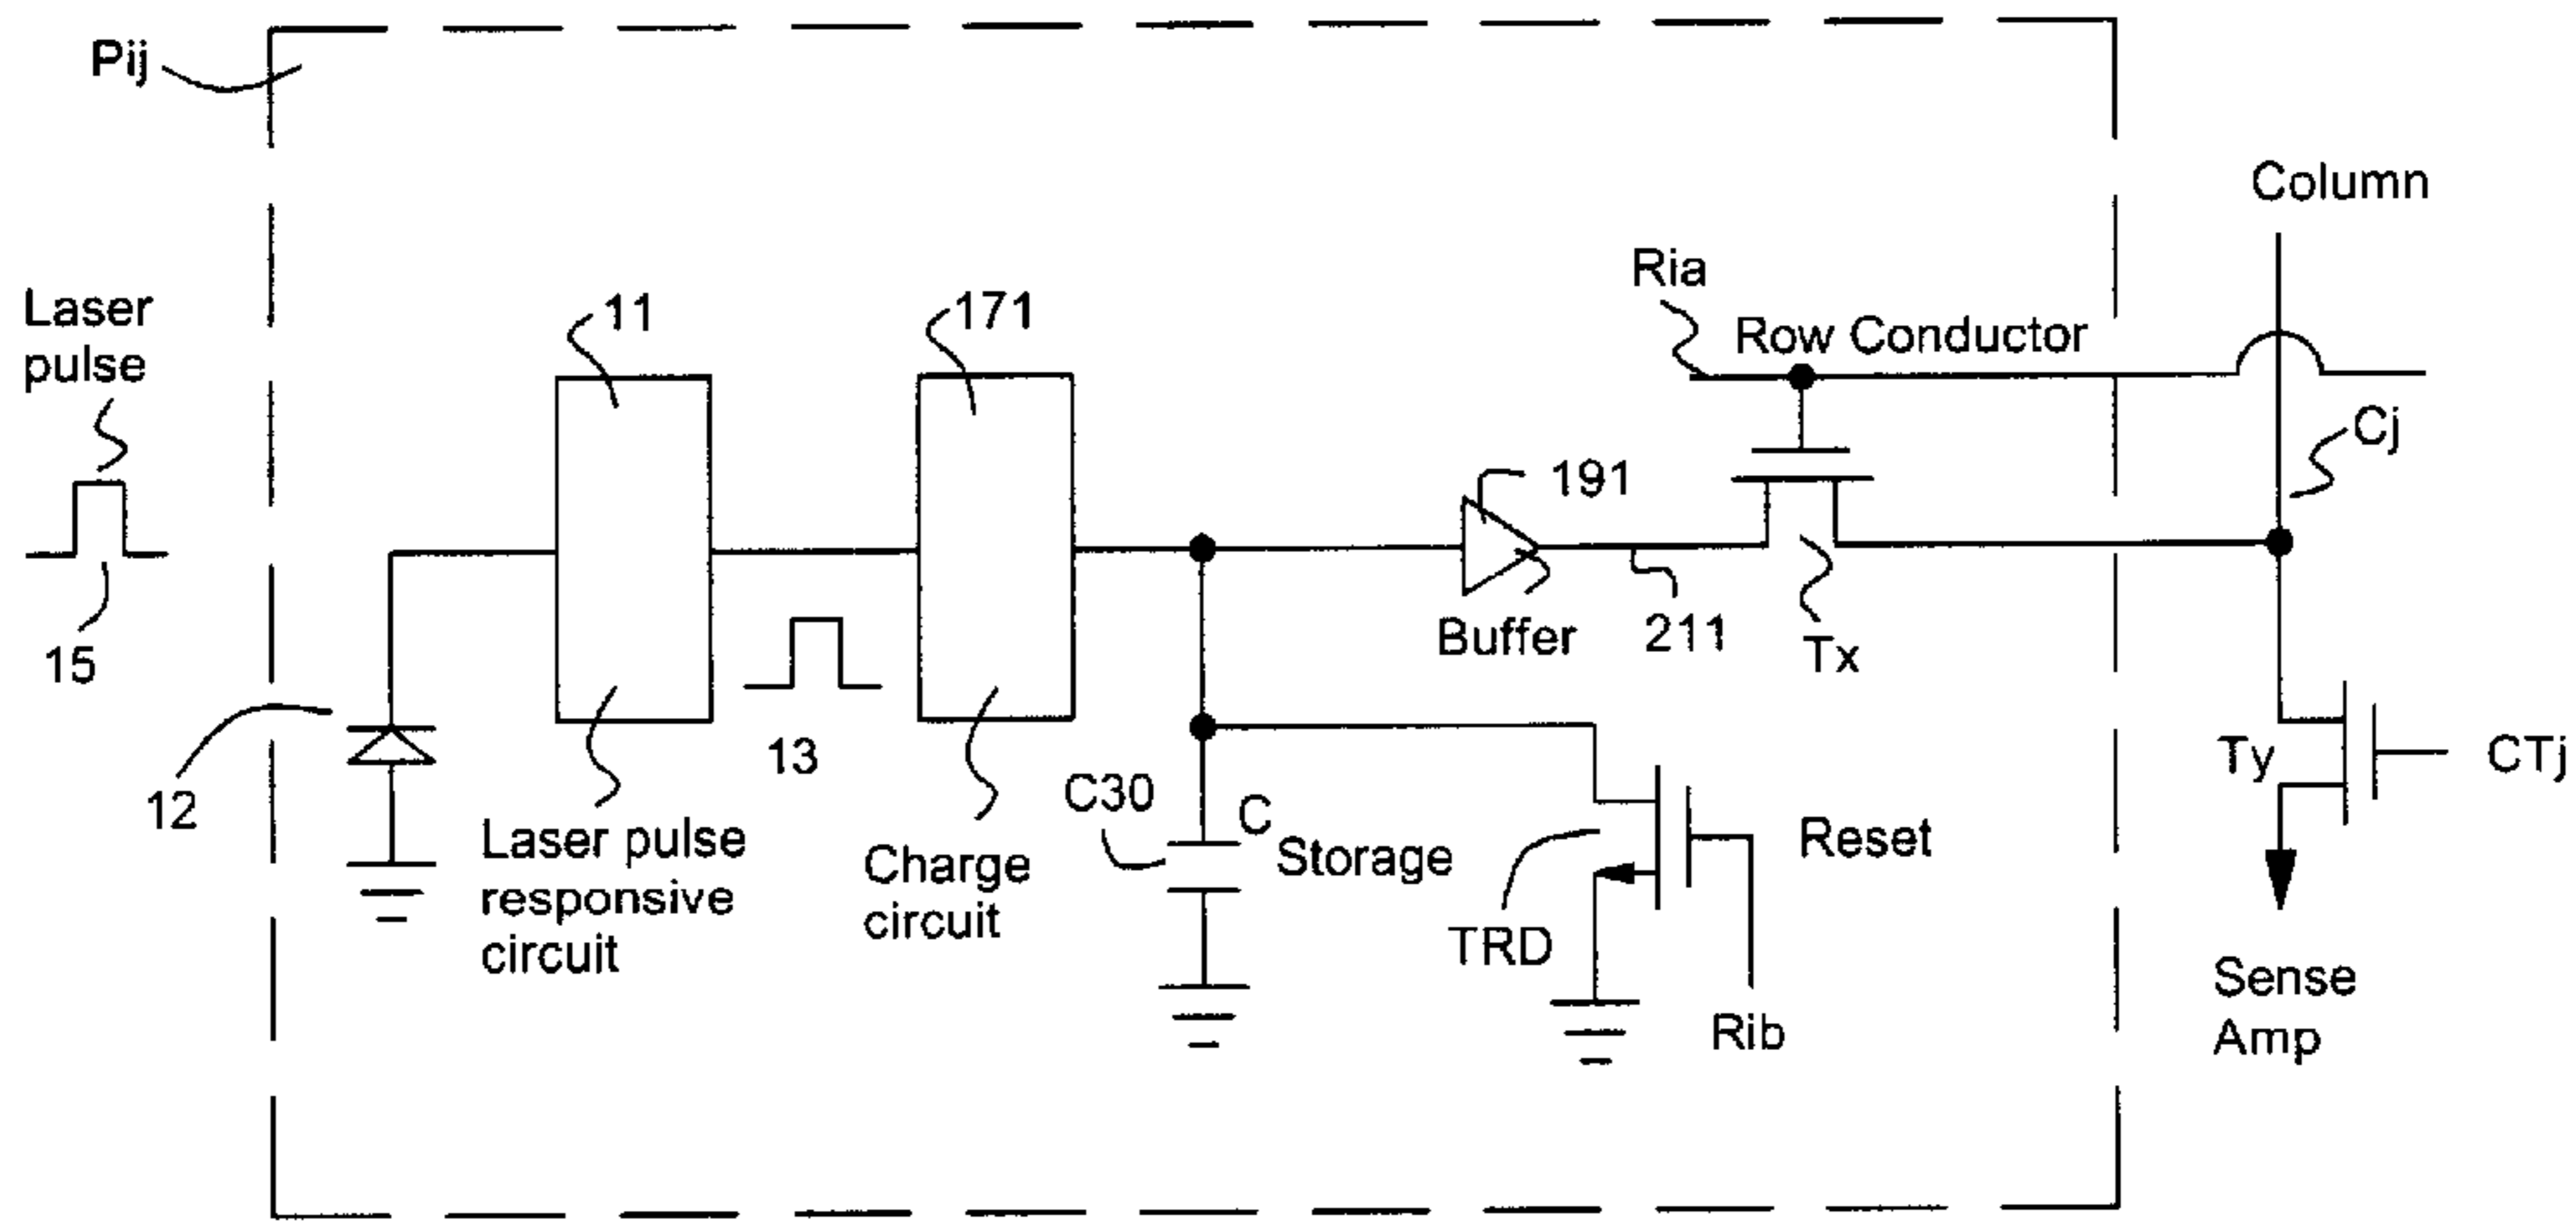 Pij
Column
Ria
Laser
pulse
11
171
Row Conductor
Cj
191
15
Buffer
211
Tx
13
12
C30
C
Storage
Ty
CTj
Laser pulse
responsive
circuit
Charge
circuit
Reset
TRD
Rib
Sense
Amp